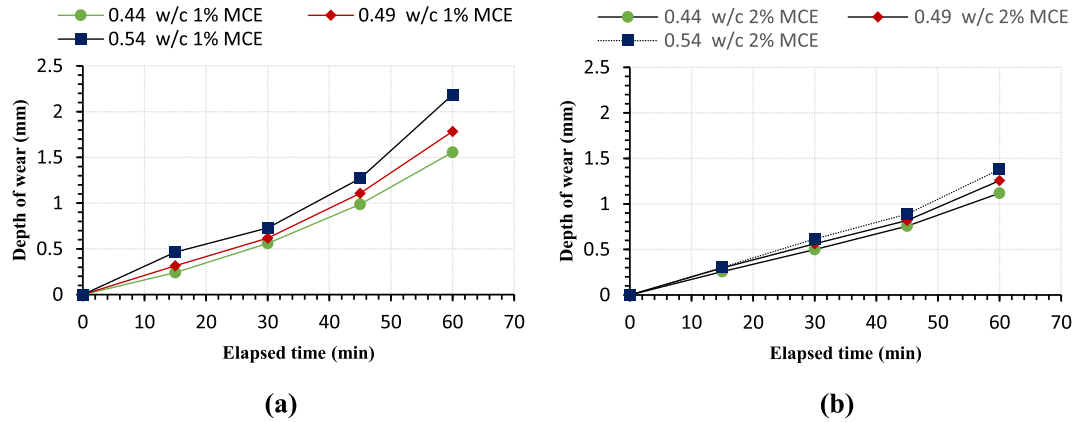 0.44 w/c 1% MCE
0.49 w/c 1% MCE
0.54 w/c 1% MCE
2.5
2
1.5
1
0.5
0
Depth of wear (mm)
0 10 20 30 40 50 60 70
Elapsed time (min)
(a)
0.44 w/c 2% MCE
0.49 w/c 2% MCE
0.54 w/c 2% MCE
2.5
2
1.5
1
0.5
0
Depth of wear (mm)
0 10 20 30 40 50 60 70
Elapsed time (min)
(b)